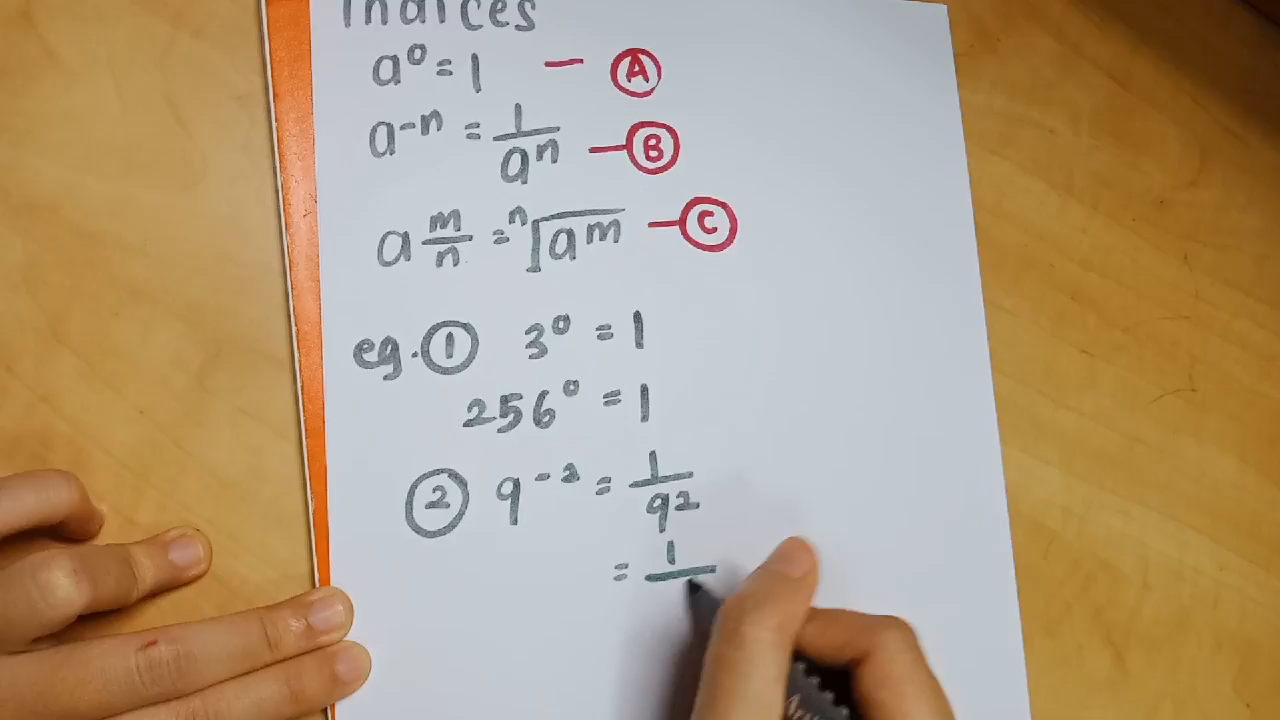 Indices
a⁰ = 1 — Ⓐ
a⁻ⁿ = 1/aⁿ — Ⓑ
a^(m/n) = ⁿ√aᵐ — Ⓒ
eg. ① 3⁰ = 1
256⁰ = 1
② 9⁻² = 1/9²
= 1/